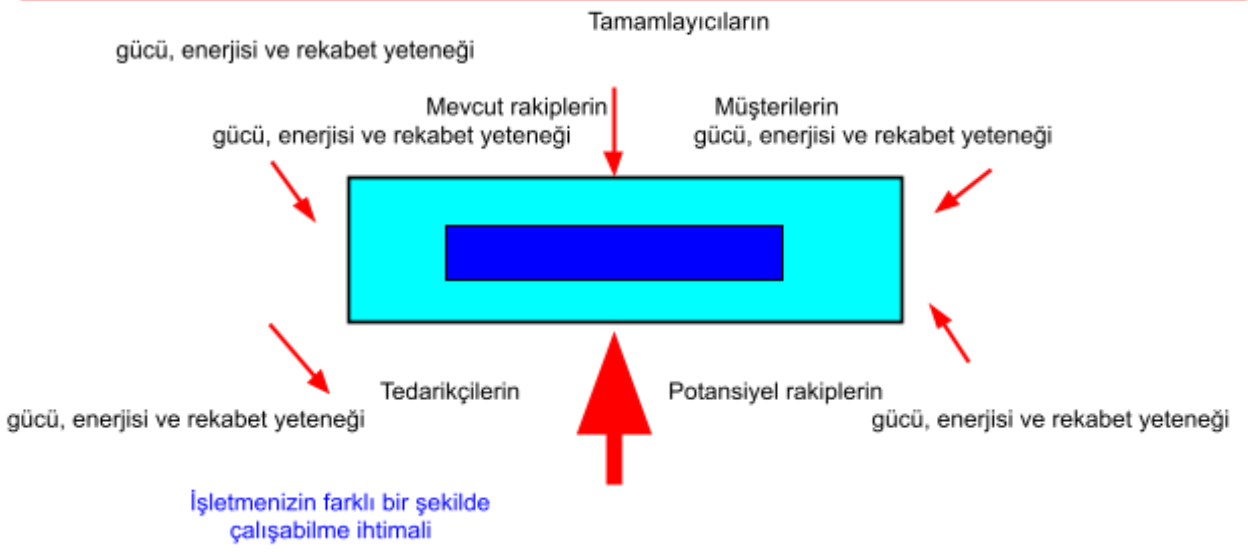 Tamamlayıcıların
gücü, enerjisi ve rekabet yeteneği
Mevcut rakiplerin
gücü, enerjisi ve rekabet yeteneği
Müşterilerin
gücü, enerjisi ve rekabet yeteneği
Tedarikçilerin
gücü, enerjisi ve rekabet yeteneği
Potansiyel rakiplerin
gücü, enerjisi ve rekabet yeteneği
İşletmenizin farklı bir şekilde
çalışabilme ihtimali